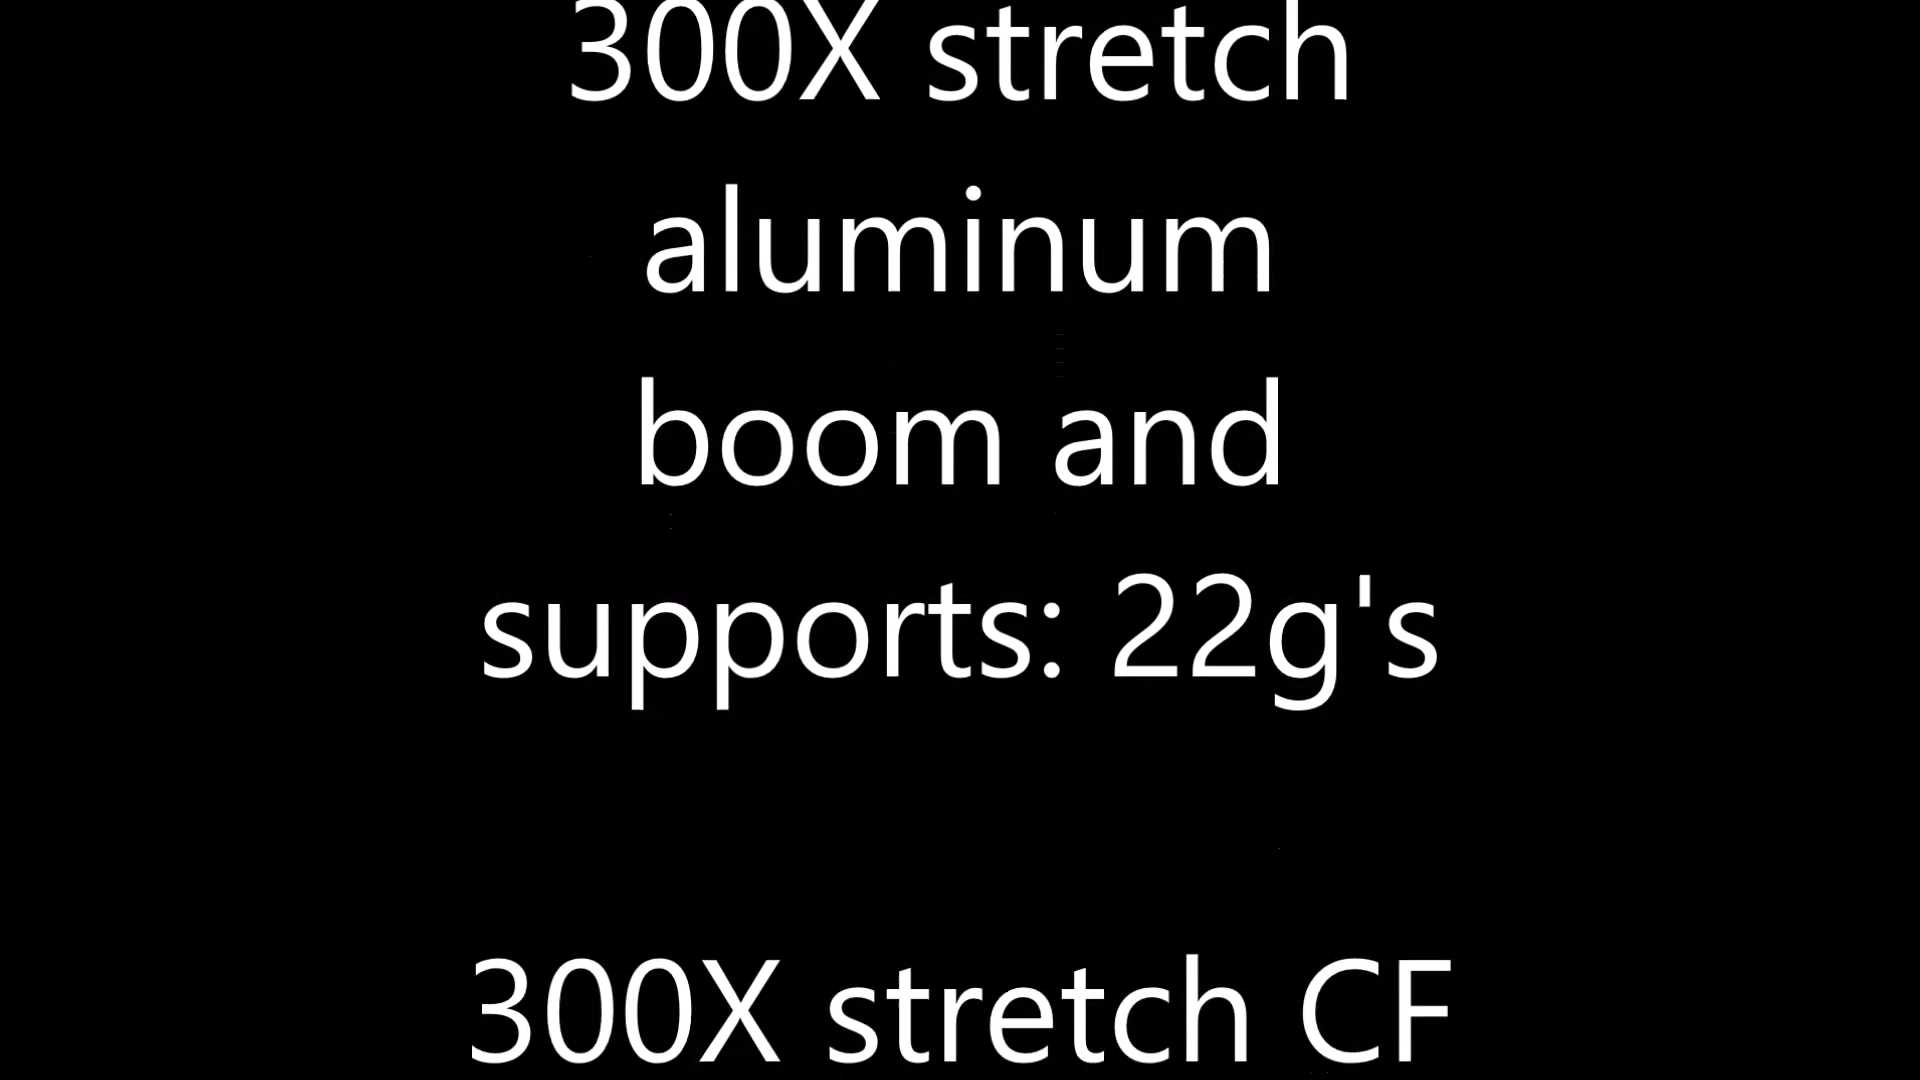 300X stretch
aluminum
boom and
supports: 22g's
300X stretch CF